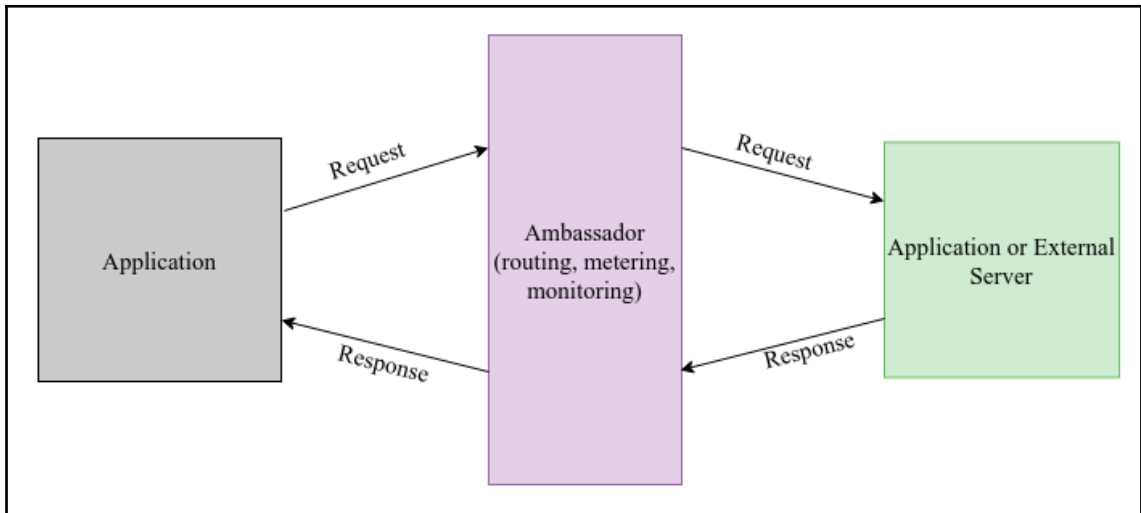 Request
Request
Application
Ambassador
(routing, metering,
monitoring)
Application or External
Server
Response
Response